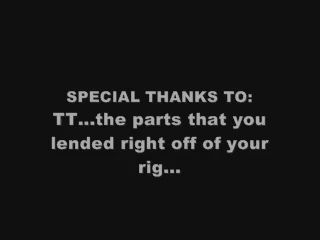 SPECIAL THANKS TO:
TT...the parts that you
lended right off of your
rig...